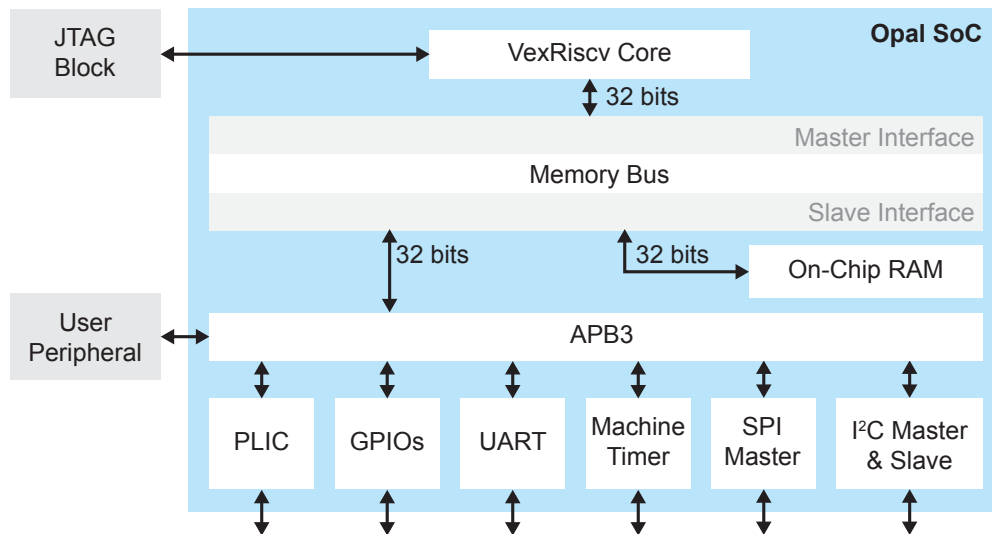 JTAG
Block
VexRiscv Core
Opal SoC
32 bits
Master Interface
Memory Bus
Slave Interface
32 bits
32 bits
On-Chip RAM
User
Peripheral
APB3
PLIC
GPIOs
UART
Machine
Timer
SPI
Master
I²C Master
& Slave